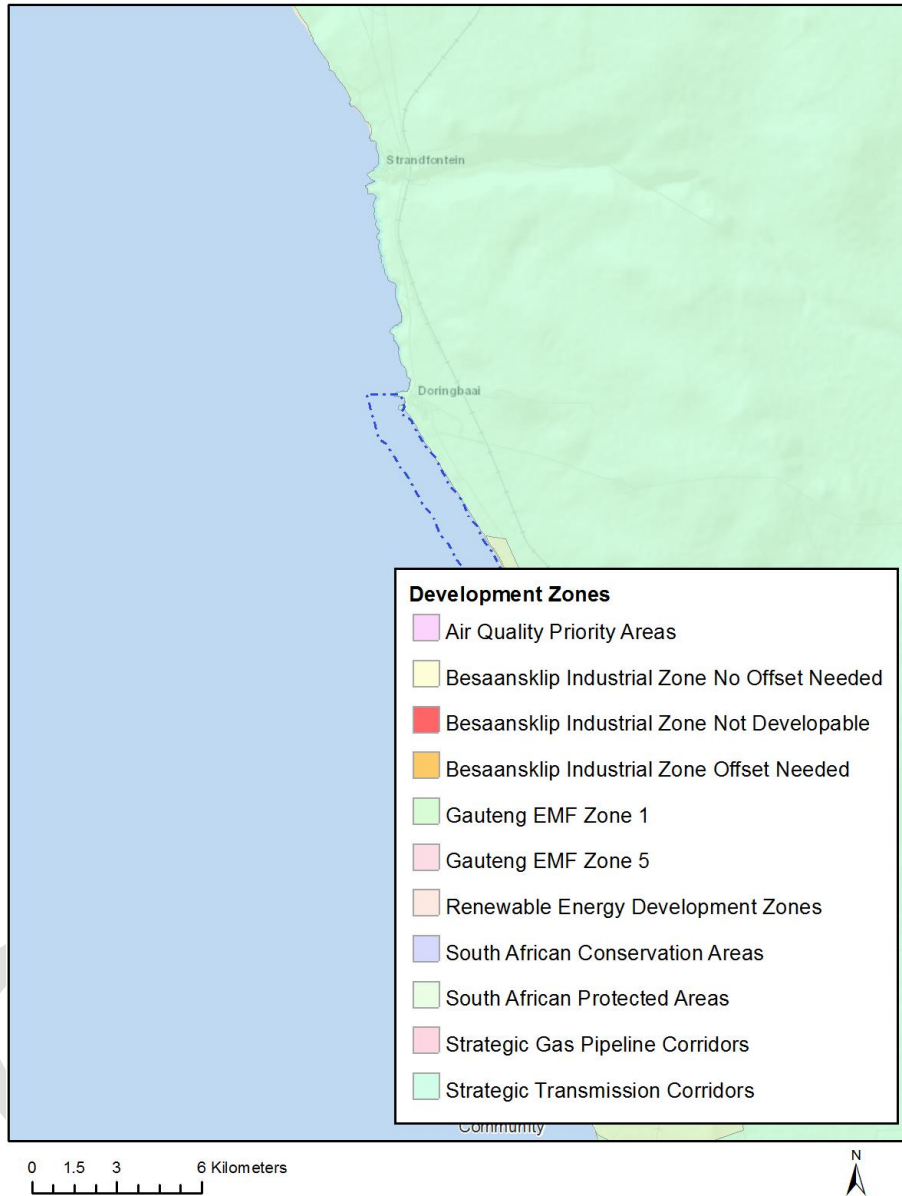 Strandfontein
Doringbaai
Development Zones
Air Quality Priority Areas
Besaansklip Industrial Zone No Offset Needed
Besaansklip Industrial Zone Not Developable
Besaansklip Industrial Zone Offset Needed
Gauteng EMF Zone 1
Gauteng EMF Zone 5
Renewable Energy Development Zones
South African Conservation Areas
South African Protected Areas
Strategic Gas Pipeline Corridors
Strategic Transmission Corridors
Community
0 1.5 3 6 Kilometers
N